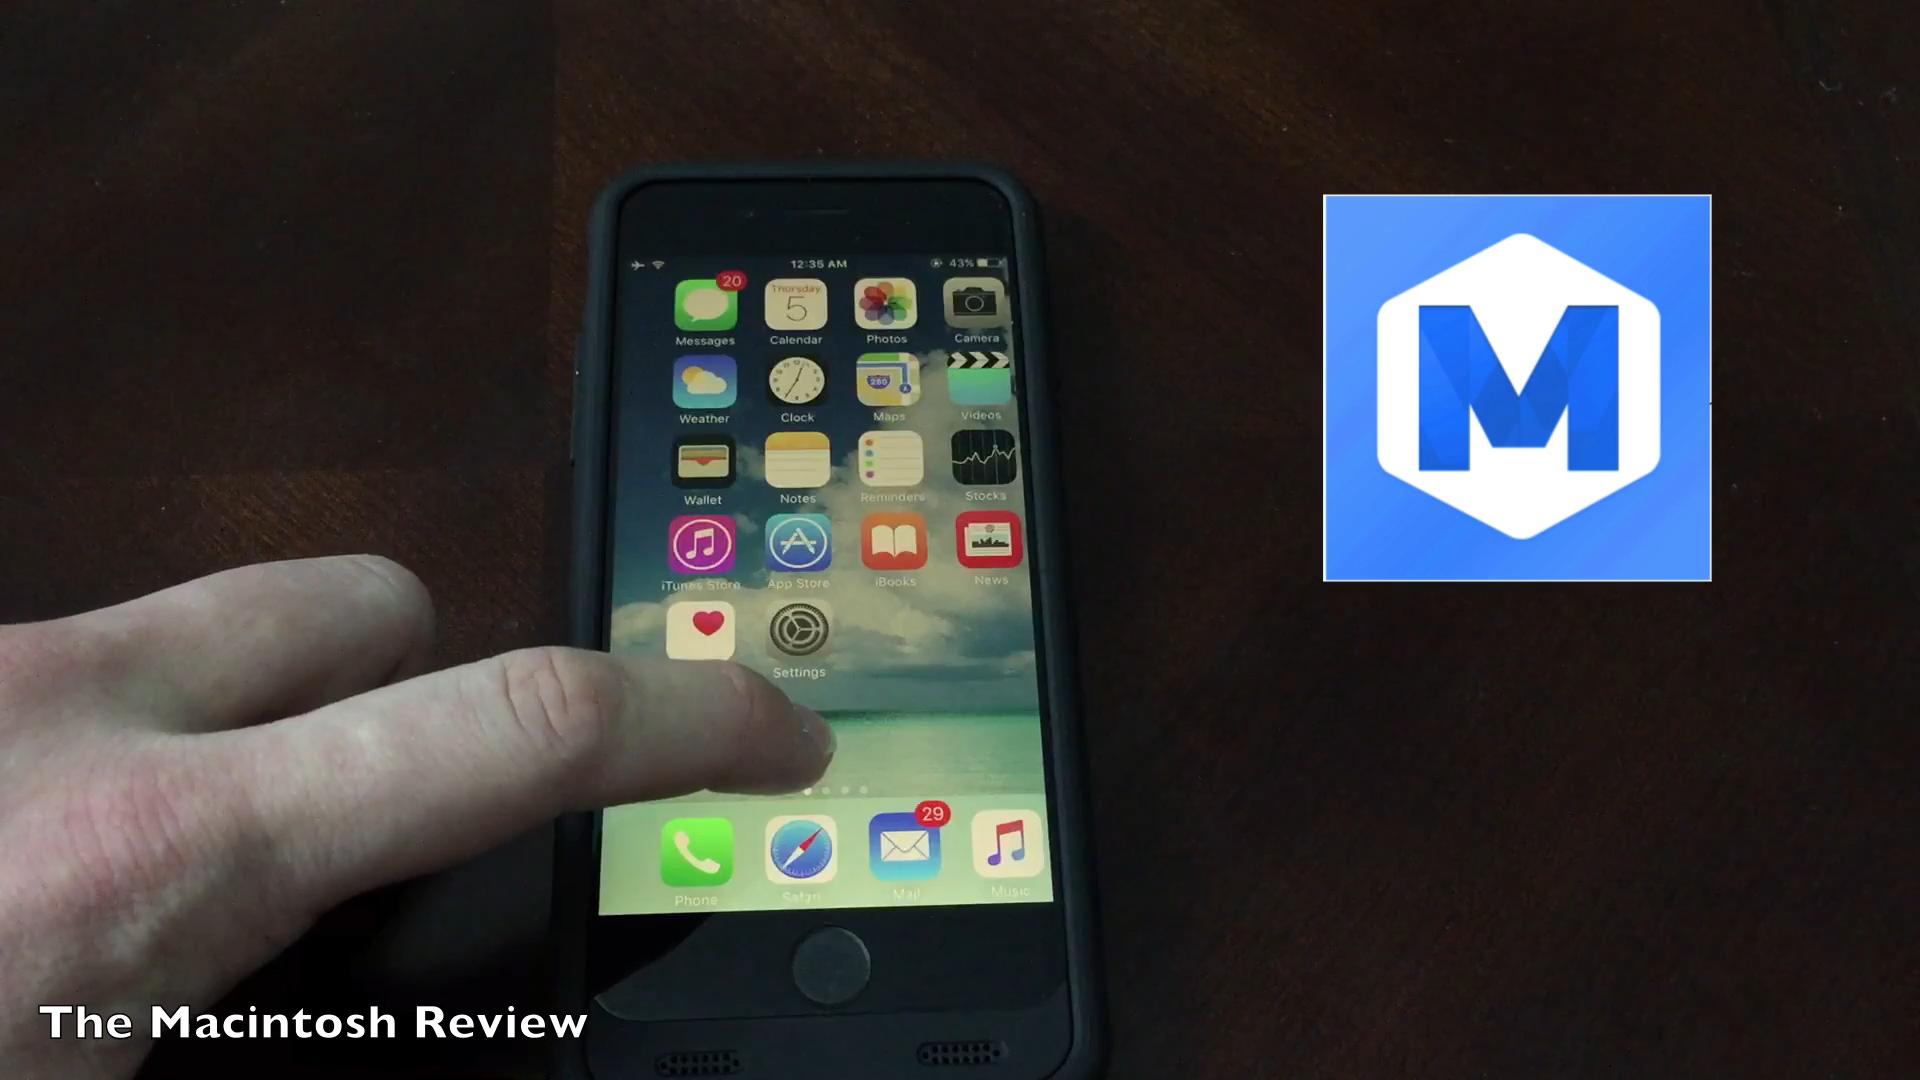 12:35 AM
43%
20
Thursday
5
Messages
Calendar
Photos
Camera
280
Weather
Clock
Maps
Videos
Wallet
Notes
Reminders
Stocks
iTunes Store
App Store
iBooks
News
Settings
29
Phone
Safari
Mail
Music
M
The Macintosh Review